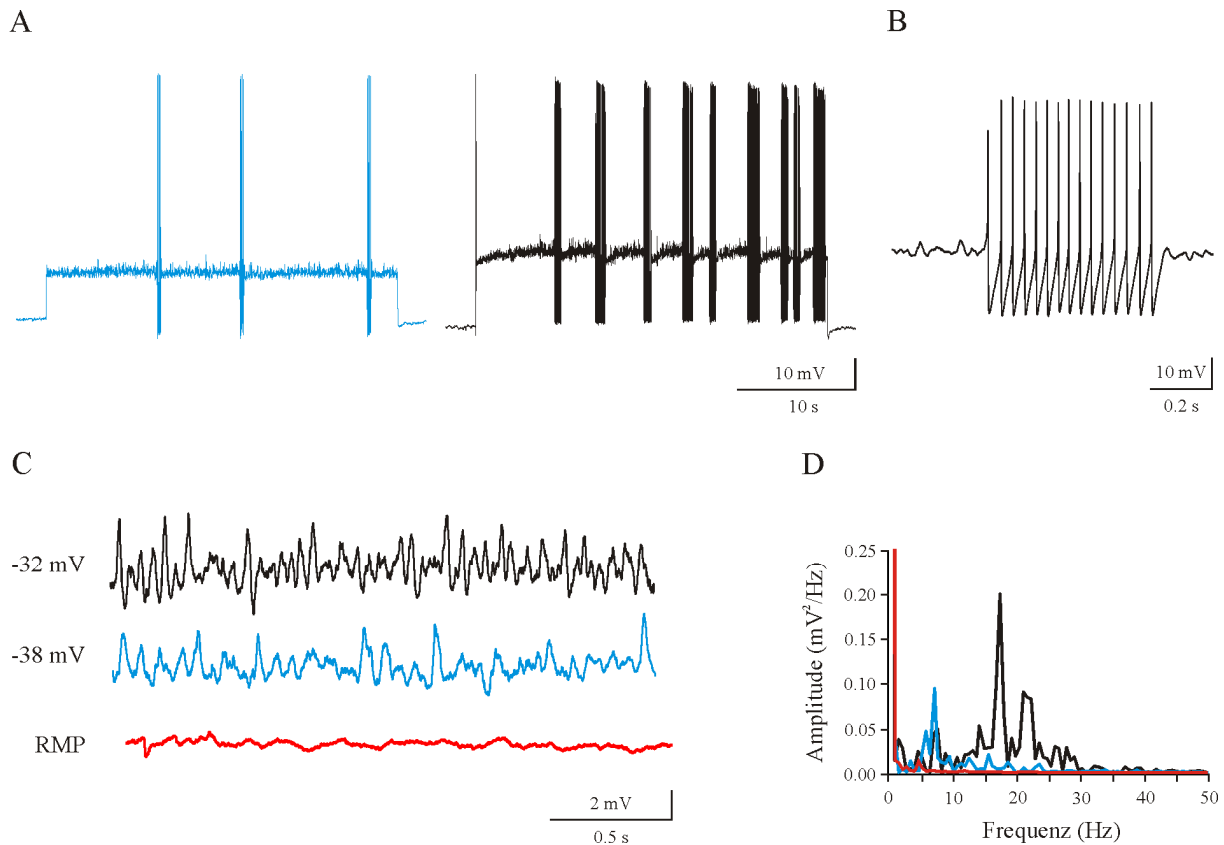 A
B
10 mV
10 s
10 mV
0.2 s
C
D
-32 mV
-38 mV
RMP
2 mV
0.5 s
Amplitude (mV²/Hz)
0.25
0.20
0.15
0.10
0.05
0.00
0 10 20 30 40 50
Frequenz (Hz)